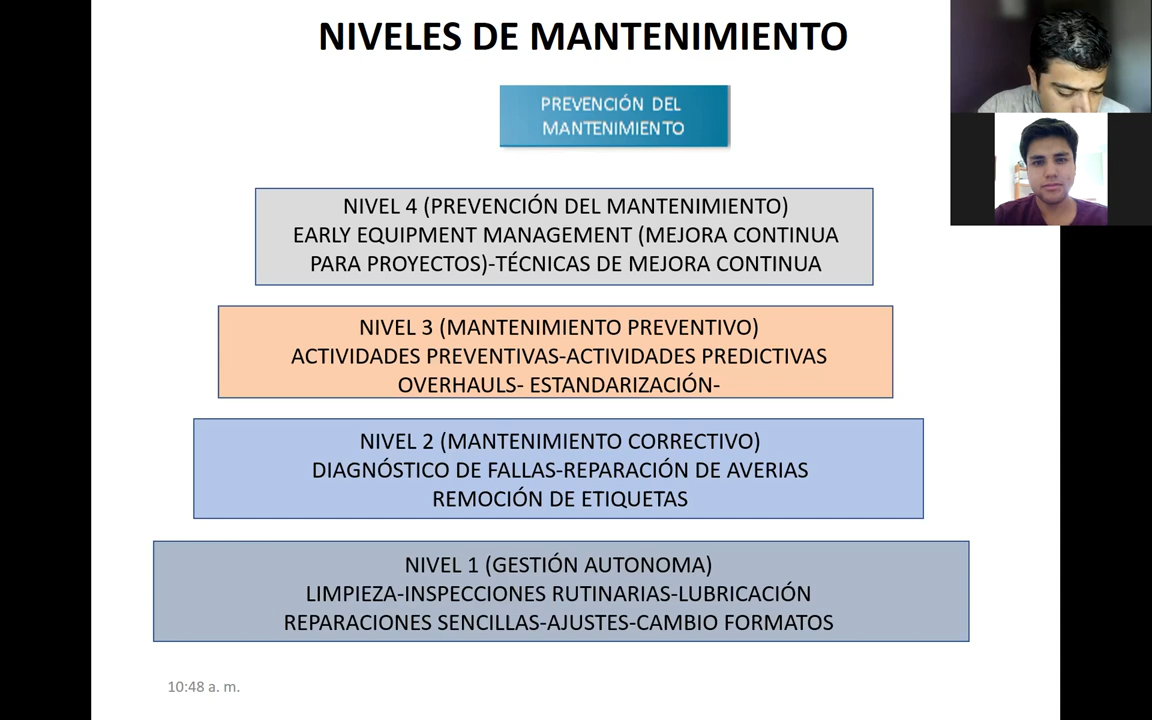 NIVELES DE MANTENIMIENTO
PREVENCIÓN DEL
MANTENIMIENTO
NIVEL 4 (PREVENCIÓN DEL MANTENIMIENTO)
EARLY EQUIPMENT MANAGEMENT (MEJORA CONTINUA
PARA PROYECTOS)-TÉCNICAS DE MEJORA CONTINUA
NIVEL 3 (MANTENIMIENTO PREVENTIVO)
ACTIVIDADES PREVENTIVAS-ACTIVIDADES PREDICTIVAS
OVERHAULS- ESTANDARIZACIÓN-
NIVEL 2 (MANTENIMIENTO CORRECTIVO)
DIAGNÓSTICO DE FALLAS-REPARACIÓN DE AVERIAS
REMOCIÓN DE ETIQUETAS
NIVEL 1 (GESTIÓN AUTONOMA)
LIMPIEZA-INSPECCIONES RUTINARIAS-LUBRICACIÓN
REPARACIONES SENCILLAS-AJUSTES-CAMBIO FORMATOS
10:48 a. m.